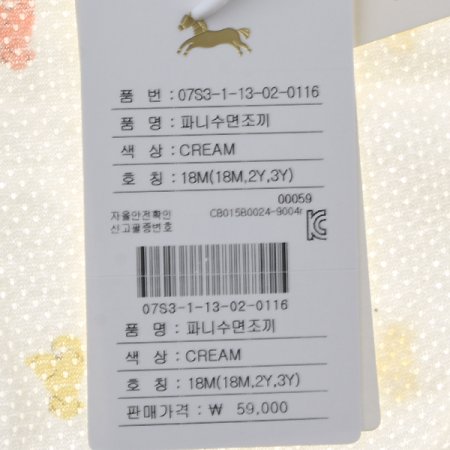 품 번 : 07S3-1-13-02-0116
품 명 : 파니수면조끼
색 상 : CREAM
호 칭 : 18M(18M,2Y,3Y)
00059
자율안전확인 CB015B0024-9004r
신고필증번호
07S3-1-13-02-0116
품 명 : 파니수면조끼
색 상 : CREAM
호 칭 : 18M(18M,2Y,3Y)
판매가격 : ₩ 59,000